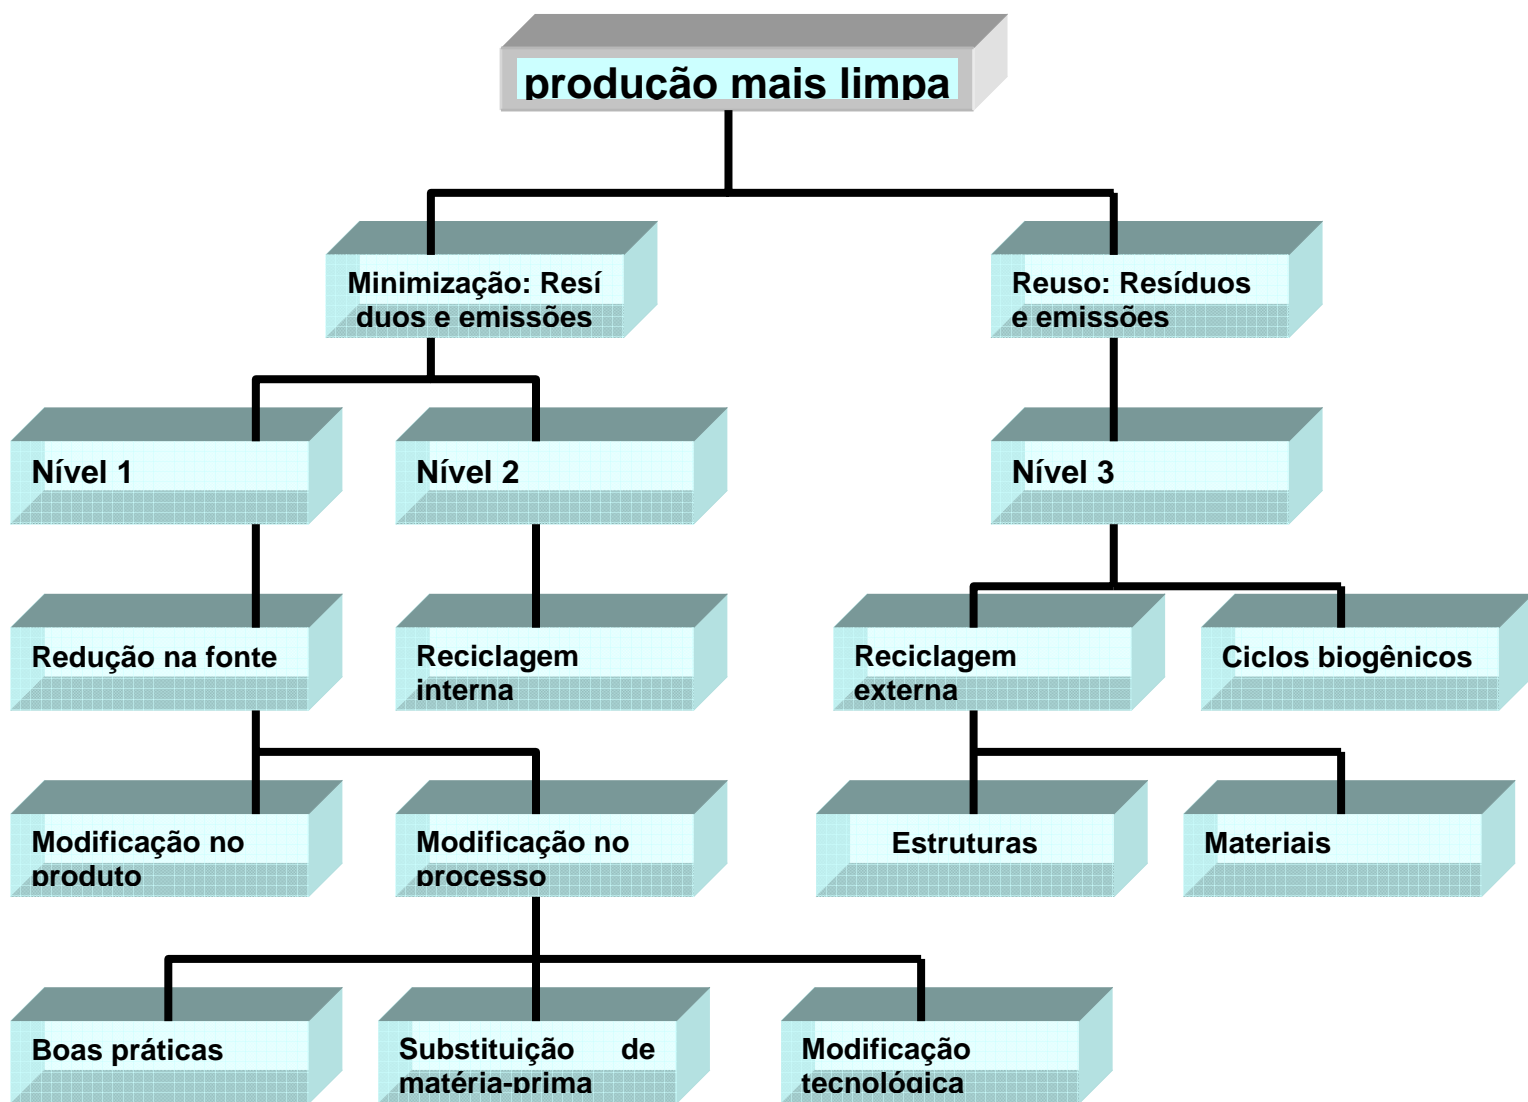 produção mais limpa
Minimização: Resí
duos e emissões
Reuso: Resíduos
e emissões
Nível 1
Nível 2
Nível 3
Redução na fonte
Reciclagem
interna
Reciclagem
externa
Ciclos biogênicos
Modificação no
produto
Modificação no
processo
Estruturas
Materiais
Boas práticas
Substituição de
matéria-prima
Modificação
tecnológica